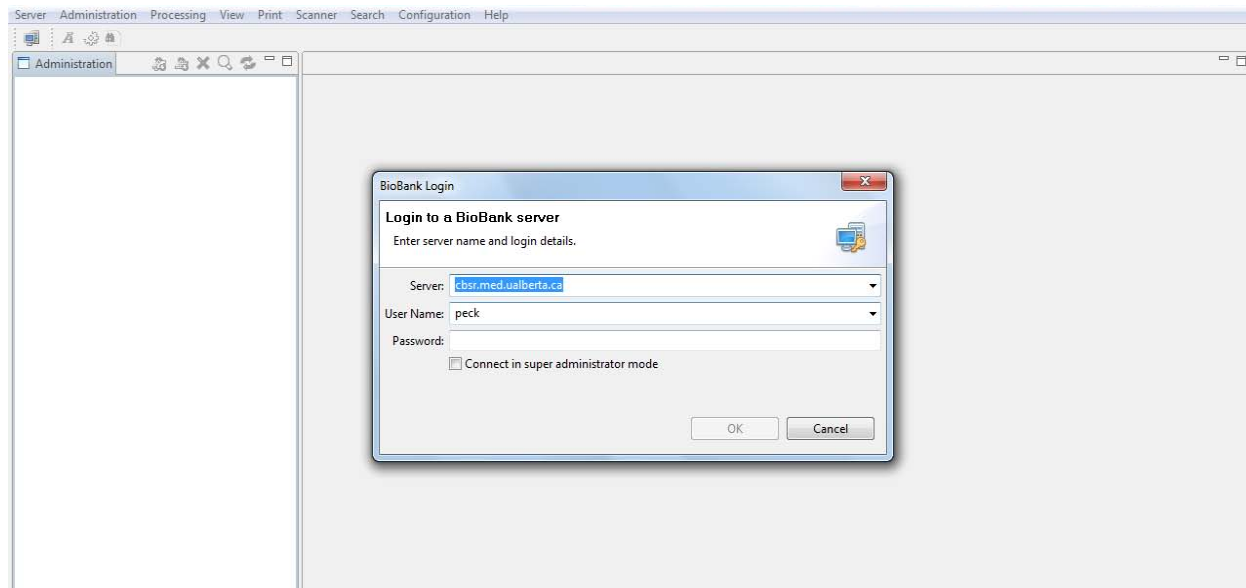 Server Administration Processing View Print Scanner Search Configuration Help
Administration
BioBank Login
Login to a BioBank server
Enter server name and login details.
Server: cbsr.med.ualberta.ca
User Name: peck
Password:
Connect in super administrator mode
OK Cancel